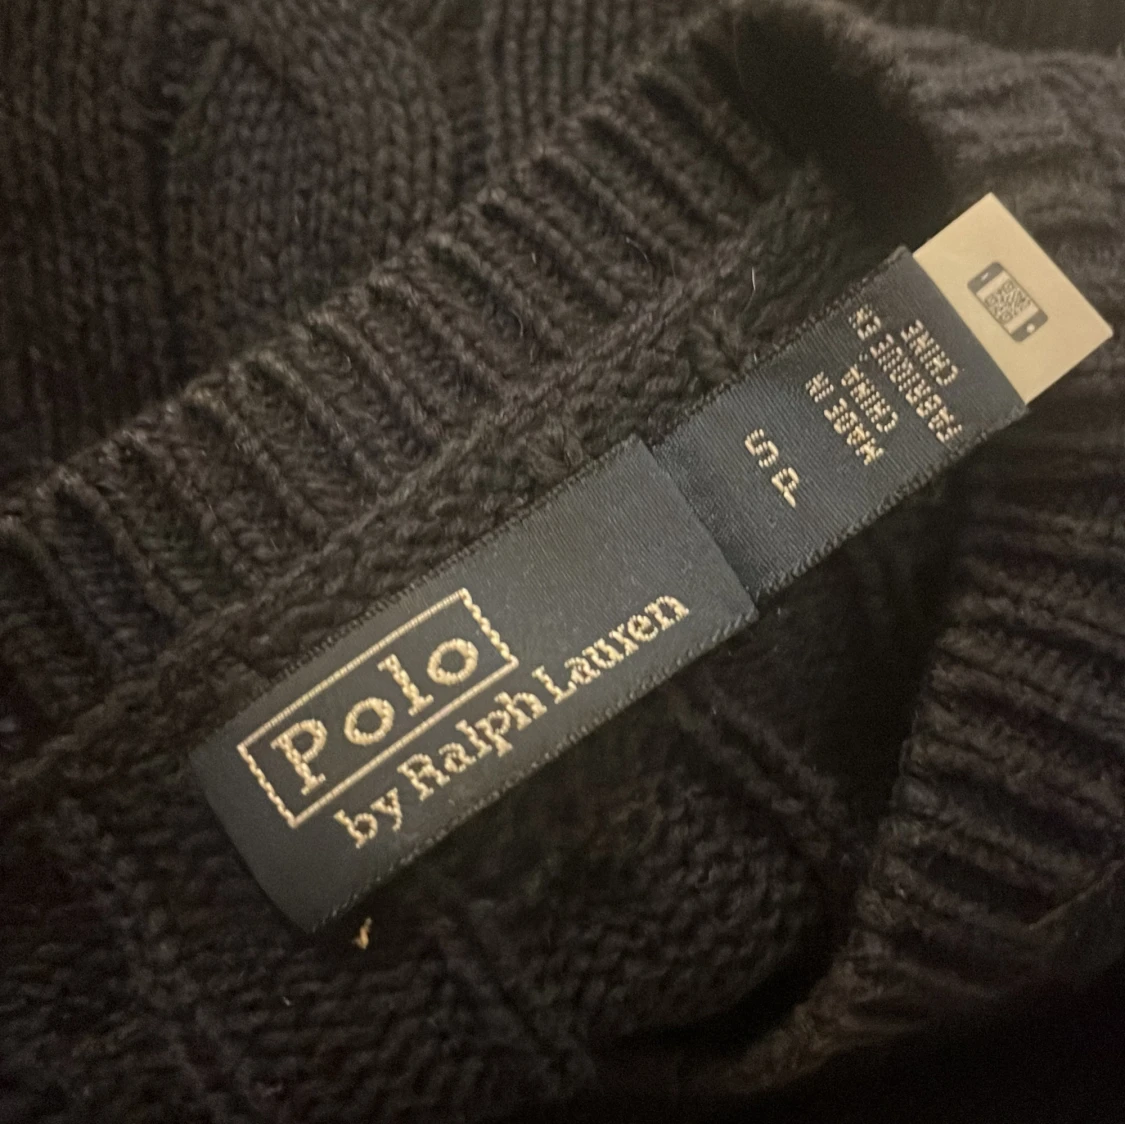 Polo
by Ralph Lauren
S
P
MADE IN
CHINA
FABRIQUÉ EN
CHINE